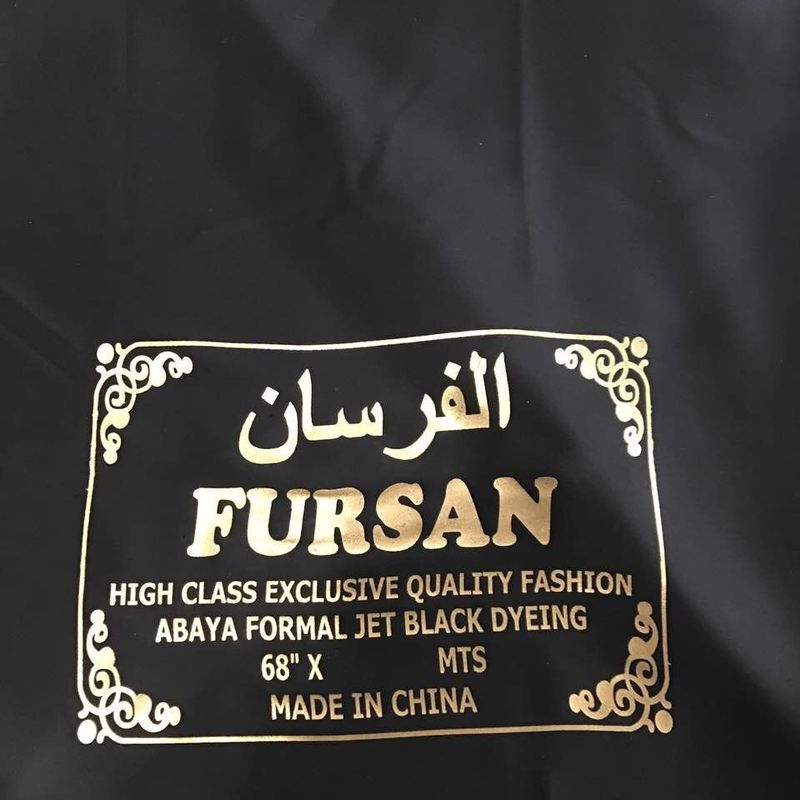 الفرسان
FURSAN
HIGH CLASS EXCLUSIVE QUALITY FASHION
ABAYA FORMAL JET BLACK DYEING
68" X MTS
MADE IN CHINA